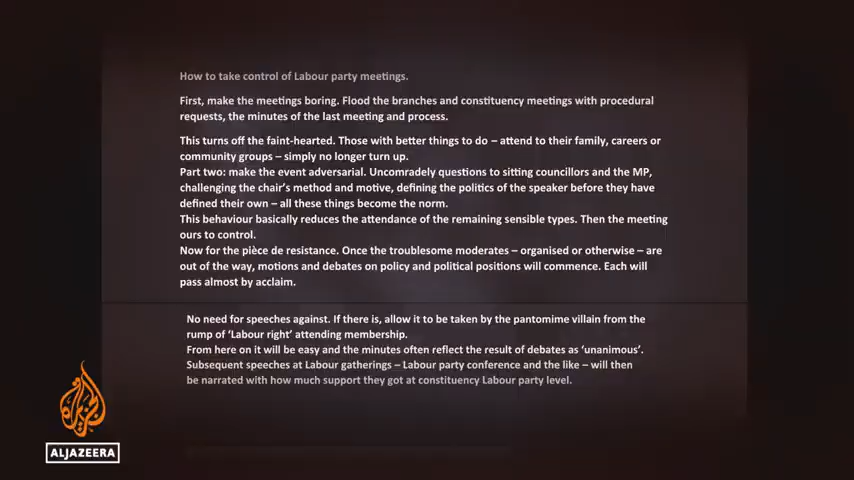 How to take control of Labour party meetings.
First, make the meetings boring. Flood the branches and constituency meetings with procedural
requests, the minutes of the last meeting and process.
This turns off the faint-hearted. Those with better things to do – attend to their family, careers or
community groups – simply no longer turn up.
Part two: make the event adversarial. Uncomradely questions to sitting councillors and the MP,
challenging the chair's method and motive, defining the politics of the speaker before they have
defined their own – all these things become the norm.
This behaviour basically reduces the attendance of the remaining sensible types. Then the meeting
ours to control.
Now for the pièce de resistance. Once the troublesome moderates – organised or otherwise – are
out of the way, motions and debates on policy and political positions will commence. Each will
pass almost by acclaim.
No need for speeches against. If there is, allow it to be taken by the pantomime villain from the
rump of 'Labour right' attending membership.
From here on it will be easy and the minutes often reflect the result of debates as 'unanimous'.
Subsequent speeches at Labour gatherings – Labour party conference and the like – will then
be narrated with how much support they got at constituency Labour party level.
ALJAZEERA